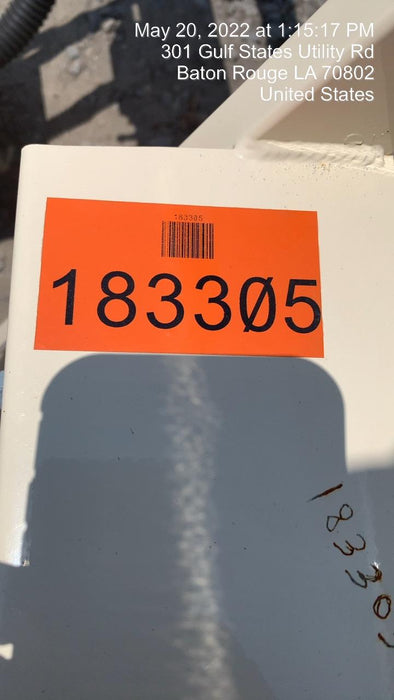 May 20, 2022 at 1:15:17 PM
301 Gulf States Utility Rd
Baton Rouge LA 70802
United States
183305
183305
18330